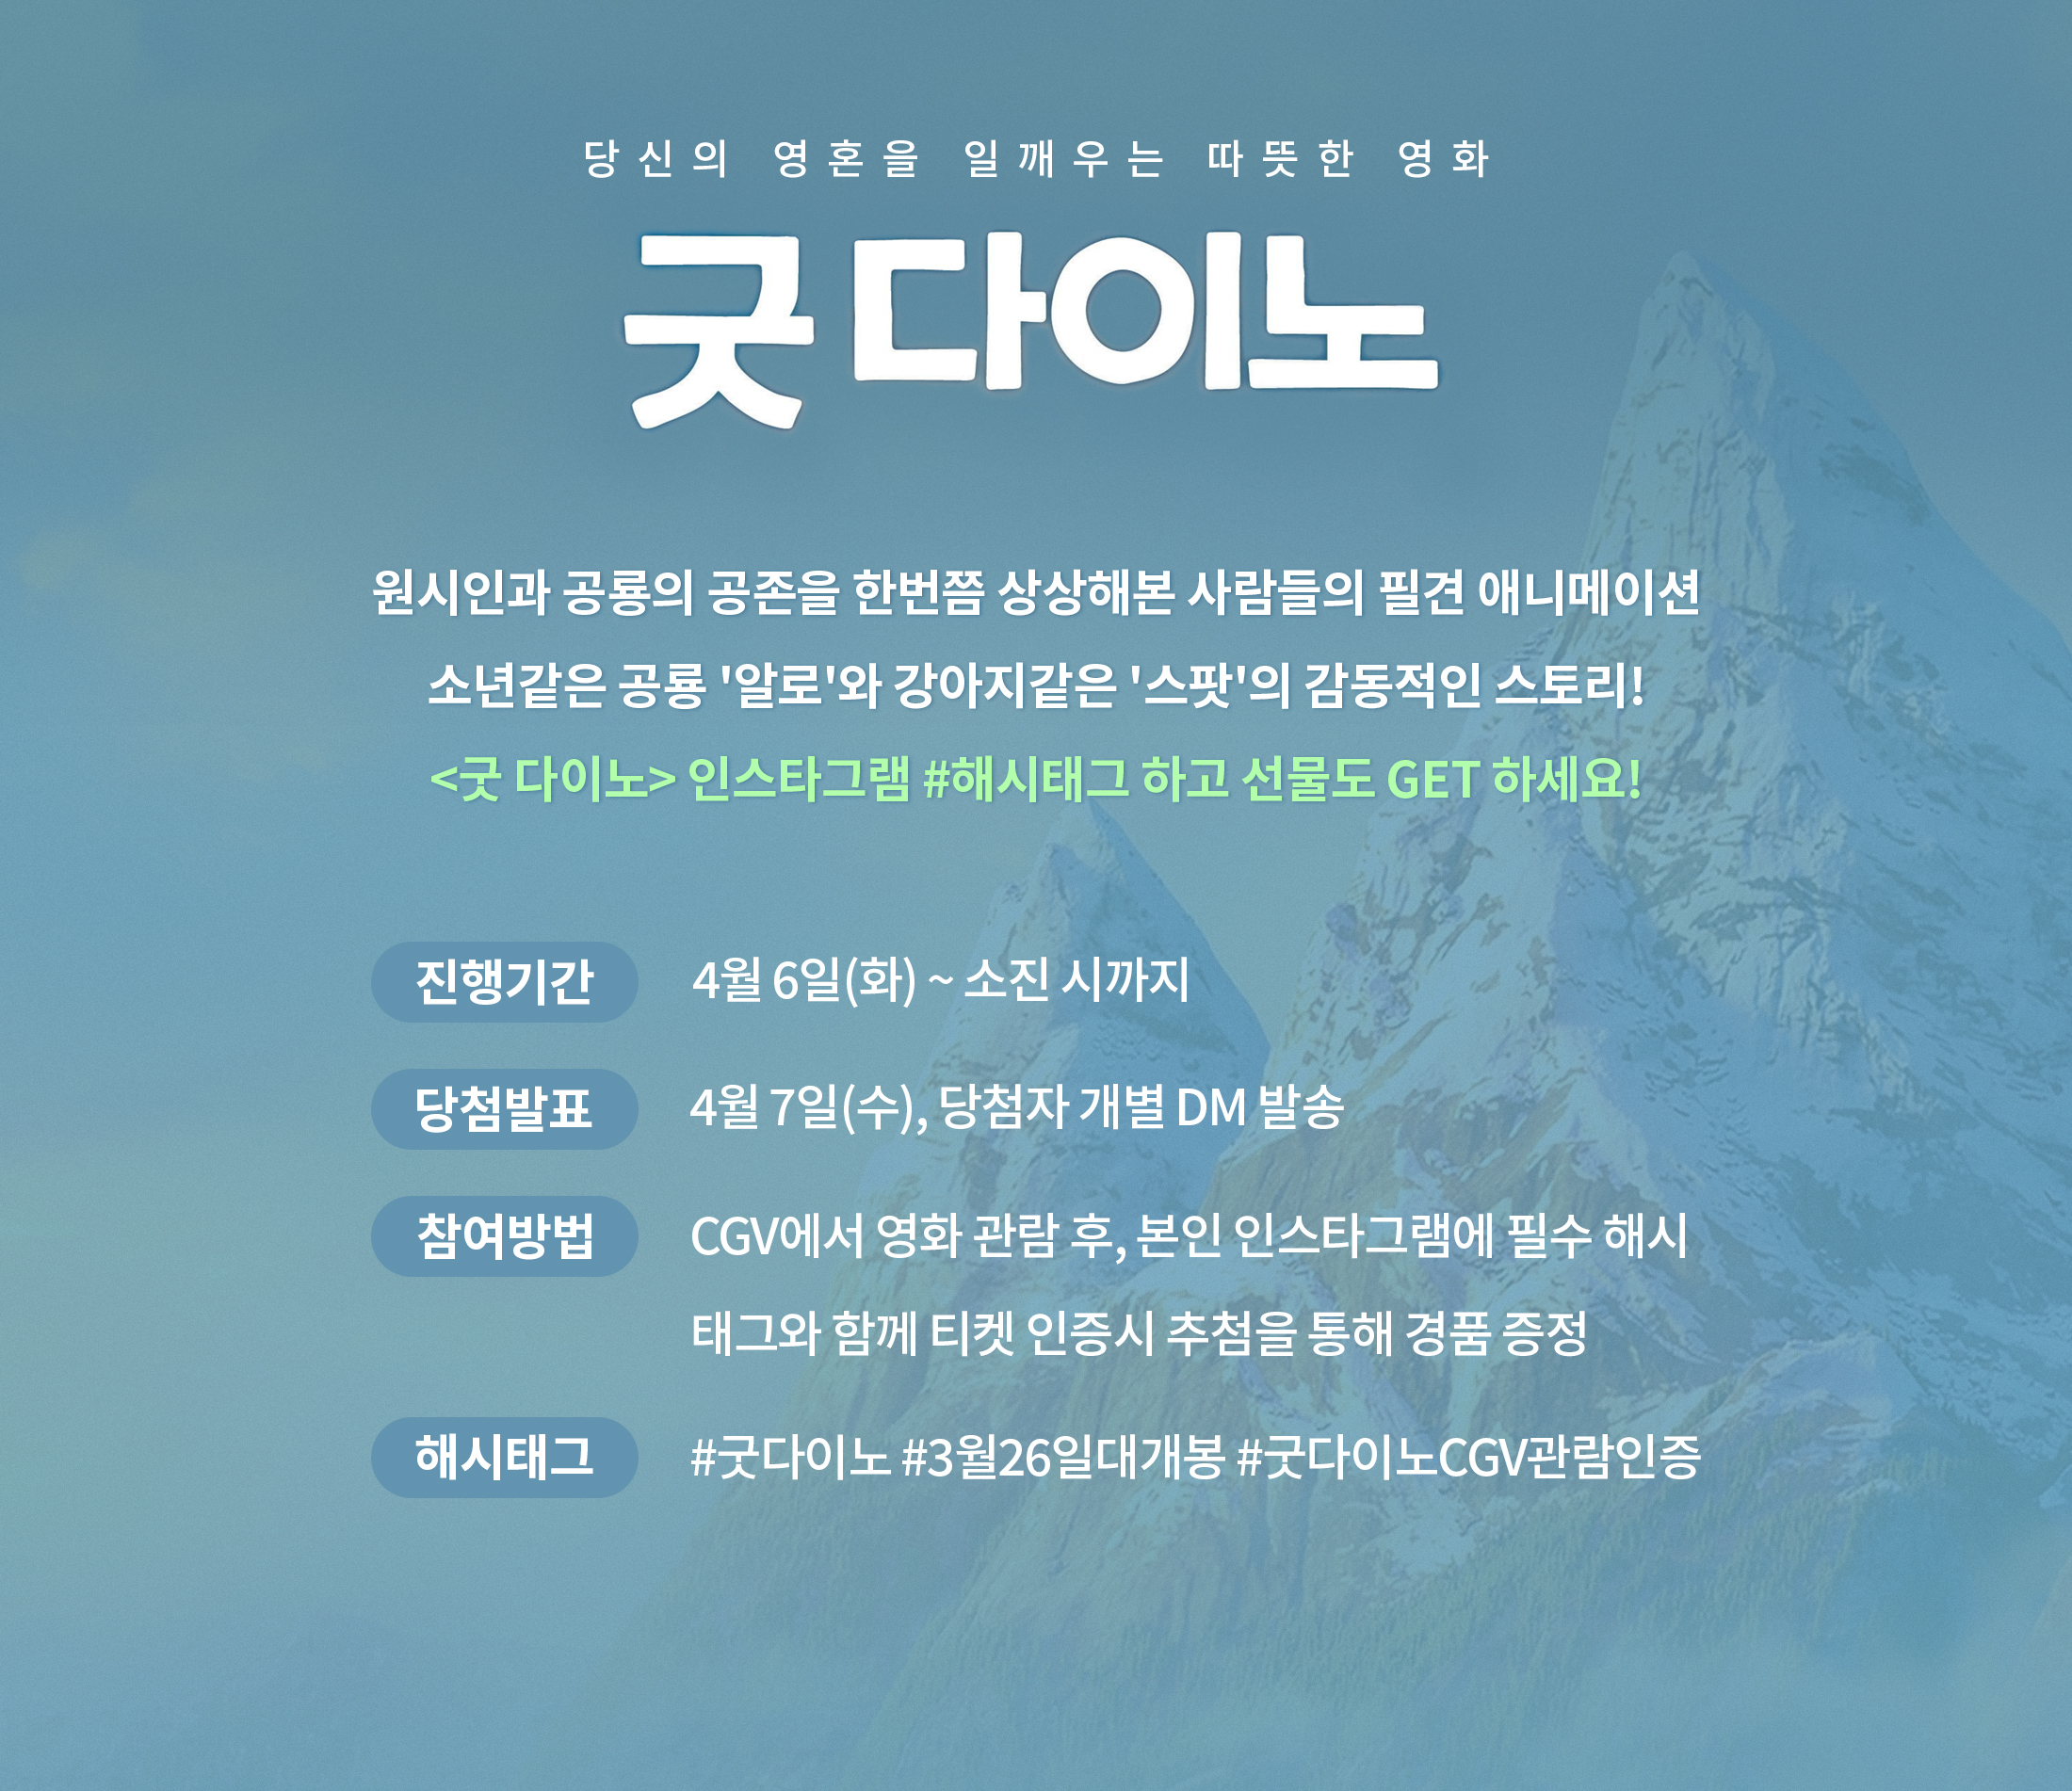 당신의 영혼을 일깨우는 따뜻한 영화
굿 다이노
원시인과 공룡의 공존을 한번쯤 상상해본 사람들의 필견 애니메이션
소년같은 공룡 '알로'와 강아지같은 '스팟'의 감동적인 스토리!
<굿 다이노> 인스타그램 #해시태그 하고 선물도 GET 하세요!
진행기간 4월 6일(화) ~ 소진 시까지
당첨발표 4월 7일(수), 당첨자 개별 DM 발송
참여방법 CGV에서 영화 관람 후, 본인 인스타그램에 필수 해시
태그와 함께 티켓 인증시 추첨을 통해 경품 증정
해시태그 #굿다이노 #3월26일대개봉 #굿다이노CGV관람인증